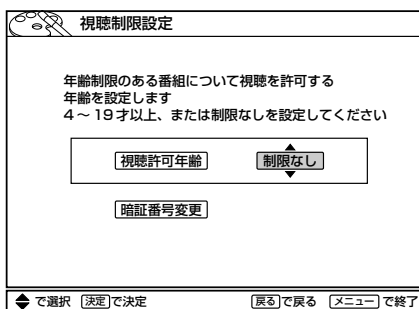 視聴制限設定
年齢制限のある番組について視聴を許可する
年齢を設定します
4～19才以上、または制限なしを設定してください
視聴許可年齢 制限なし
暗証番号変更
で選択 決定で決定 戻るで戻る メニューで終了